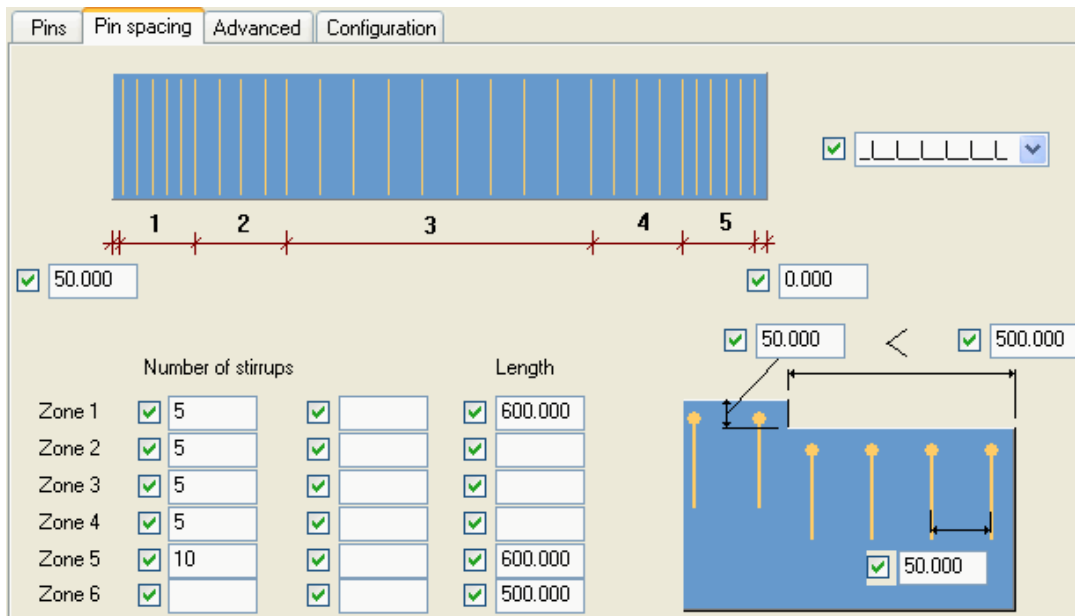 Pins Pin spacing Advanced Configuration
1 2 3 4 5
50.000 0.000
50.000 < 500.000
Number of stirrups Length
Zone 1 5 600.000
Zone 2 5
Zone 3 5
Zone 4 5
Zone 5 10 600.000
Zone 6 500.000
50.000